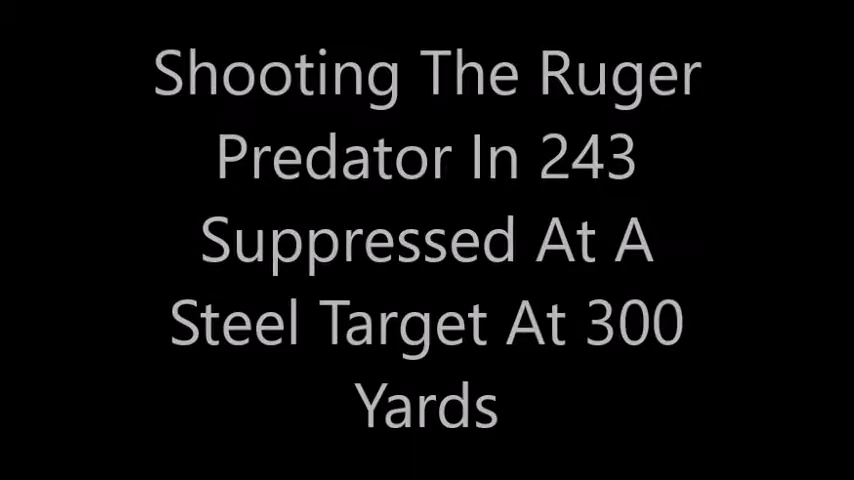 Shooting The Ruger
Predator In 243
Suppressed At A
Steel Target At 300
Yards